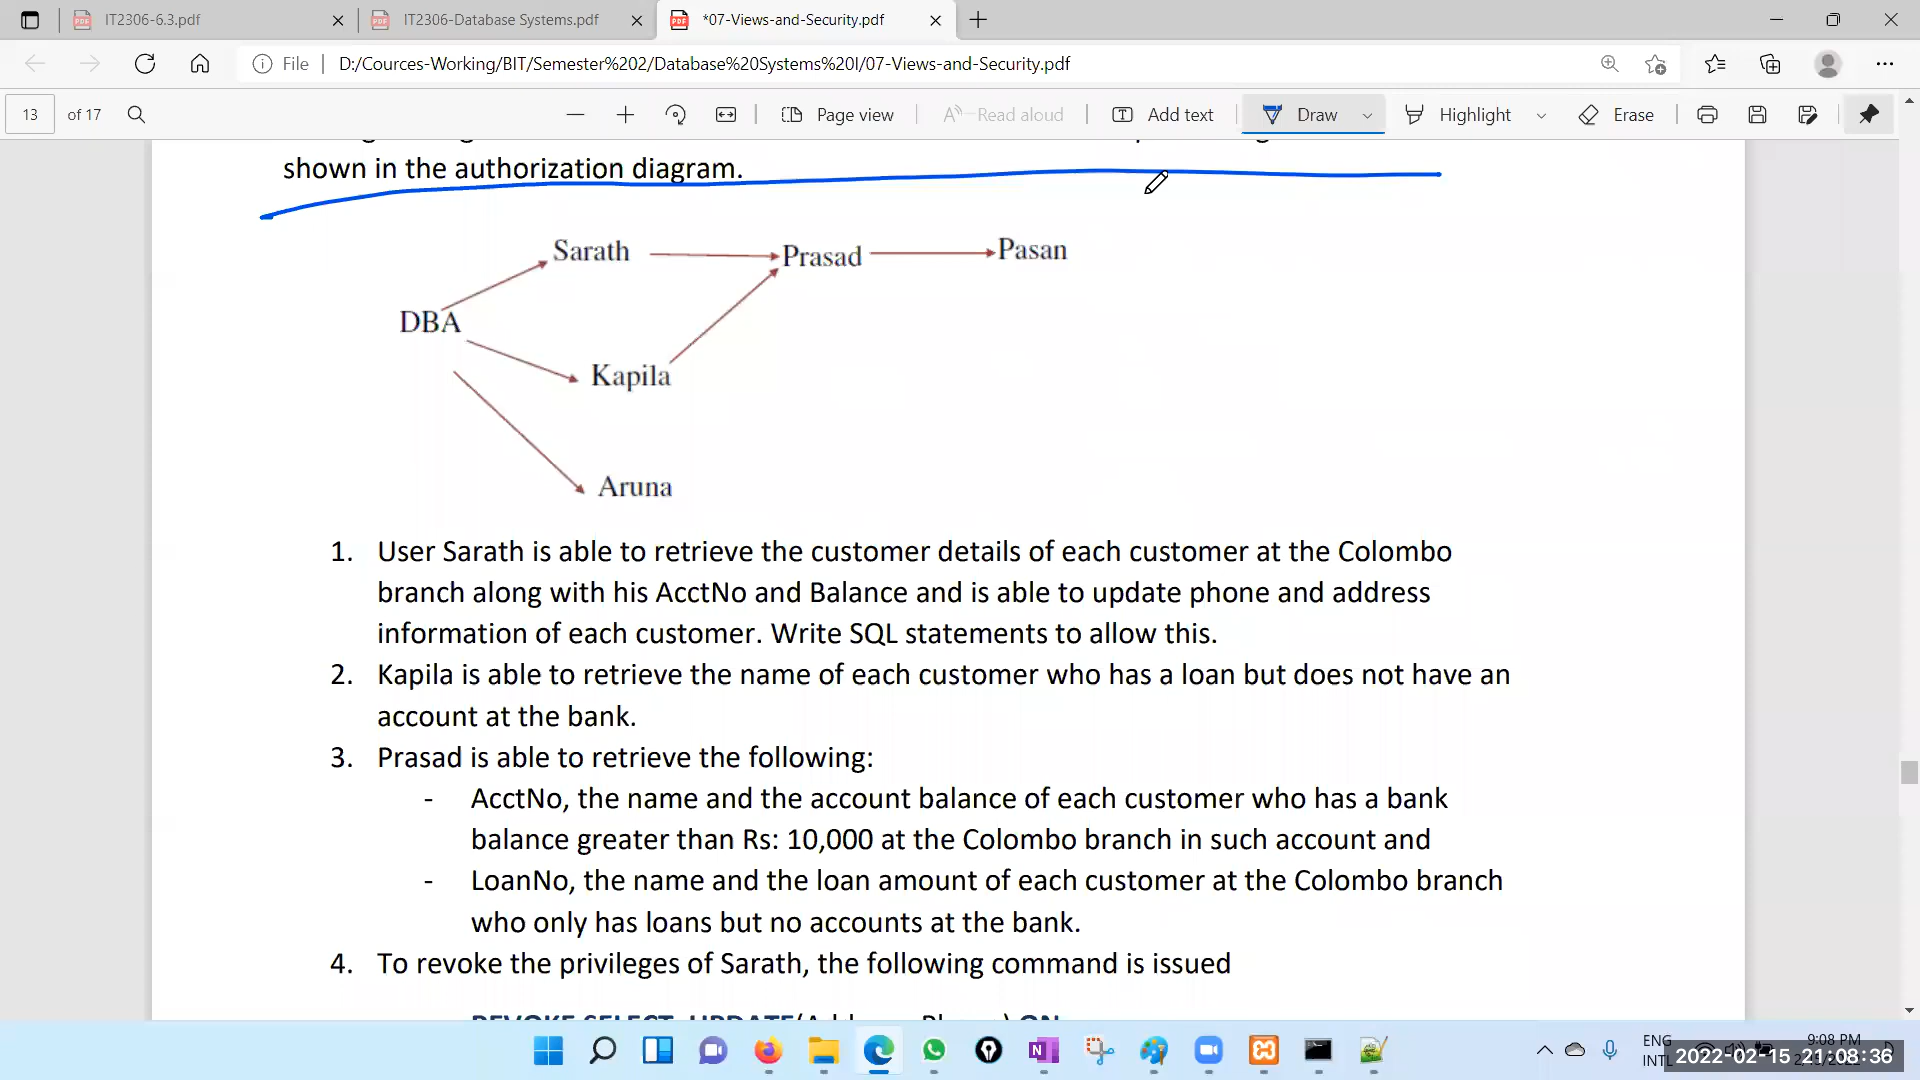 IT2306-6.3.pdf
IT2306-Database Systems.pdf
*07-Views-and-Security.pdf
File
D:/Cources-Working/BIT/Semester%202/Database%20Systems%20I/07-Views-and-Security.pdf
13 of 17
Page view
Read aloud
Add text
Draw
Highlight
Erase
shown in the authorization diagram.
Sarath
Prasad
Pasan
DBA
Kapila
Aruna
1. User Sarath is able to retrieve the customer details of each customer at the Colombo
branch along with his AcctNo and Balance and is able to update phone and address
information of each customer. Write SQL statements to allow this.
2. Kapila is able to retrieve the name of each customer who has a loan but does not have an
account at the bank.
3. Prasad is able to retrieve the following:
- AcctNo, the name and the account balance of each customer who has a bank
balance greater than Rs: 10,000 at the Colombo branch in such account and
- LoanNo, the name and the loan amount of each customer at the Colombo branch
who only has loans but no accounts at the bank.
4. To revoke the privileges of Sarath, the following command is issued
ENG
INTL
9:08 PM
2022-02-15 21:08:36